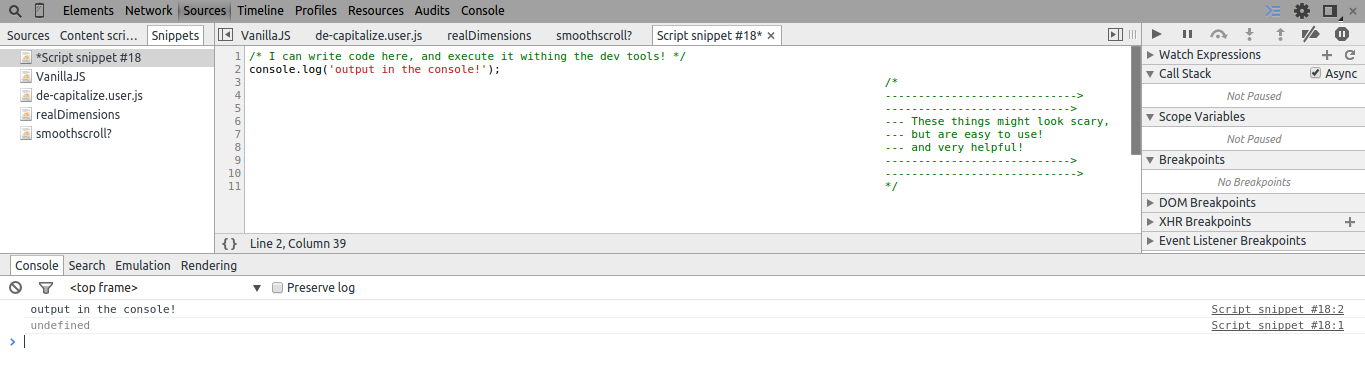 Elements Network Sources Timeline Profiles Resources Audits Console
Sources Content scri... Snippets
*Script snippet #18
VanillaJS
de-capitalize.user.js
realDimensions
smoothscroll?
VanillaJS de-capitalize.user.js realDimensions smoothscroll? Script snippet #18* ×
1 /* I can write code here, and execute it withing the dev tools! */
2 console.log('output in the console!');
3 /*
4 ----------------------------->
5 ---------------------------->
6 --- These things might look scary,
7 --- but are easy to use!
8 --- and very helpful!
9 ---------------------------->
10 ----------------------------->
11 */
{} Line 2, Column 39
Watch Expressions
Call Stack Async
Not Paused
Scope Variables
Not Paused
Breakpoints
No Breakpoints
DOM Breakpoints
XHR Breakpoints
Event Listener Breakpoints
Console Search Emulation Rendering
<top frame> Preserve log
output in the console! Script snippet #18:2
undefined Script snippet #18:1
>